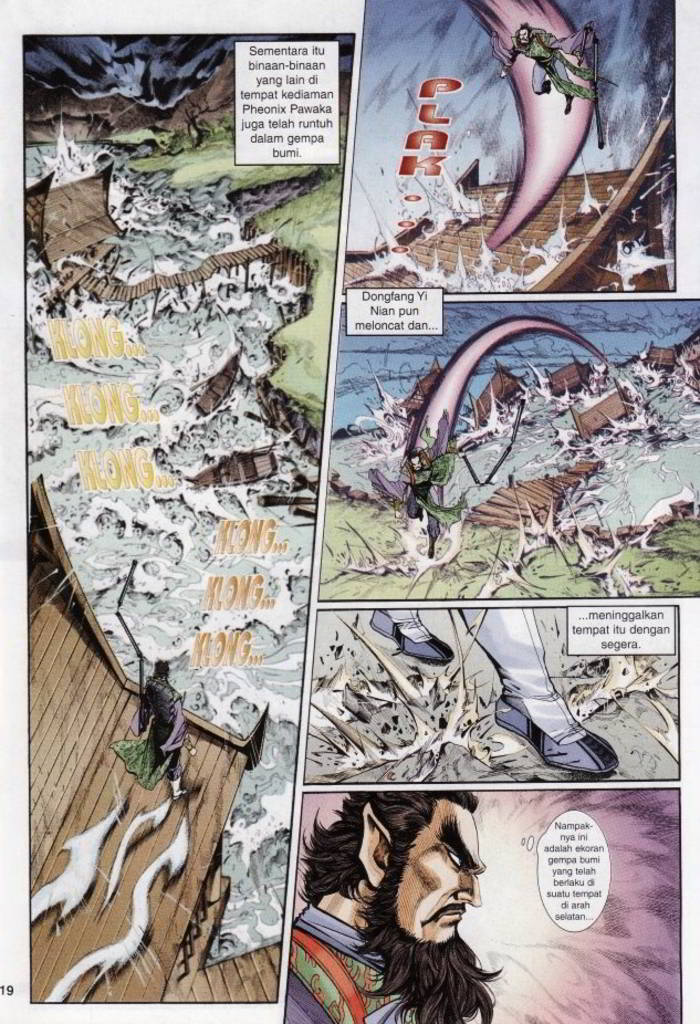 Sementara itu
binaan-binaan
yang lain di
tempat kediaman
Pheonix Pawaka
juga telah runtuh
dalam gempa
bumi.
KLONG...
KLONG...
KLONG...
KLONG...
KLONG...
KLONG...
PLAK...
Dongfang Yi
Nian pun
meloncat dan...
...meninggalkan
tempat itu dengan
segera.
Nampak-
nya ini
adalah ekoran
gempa bumi
yang telah
berlaku di
suatu tempat
di arah
selatan...
19